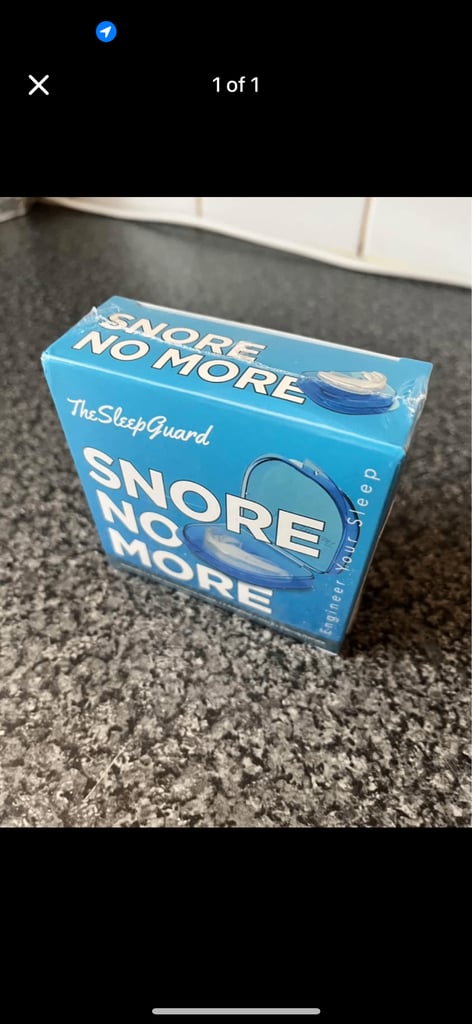 1 of 1
SNORE
NO MORE
TheSleepGuard
SNORE
NO
MORE
Engineer Your Sleep